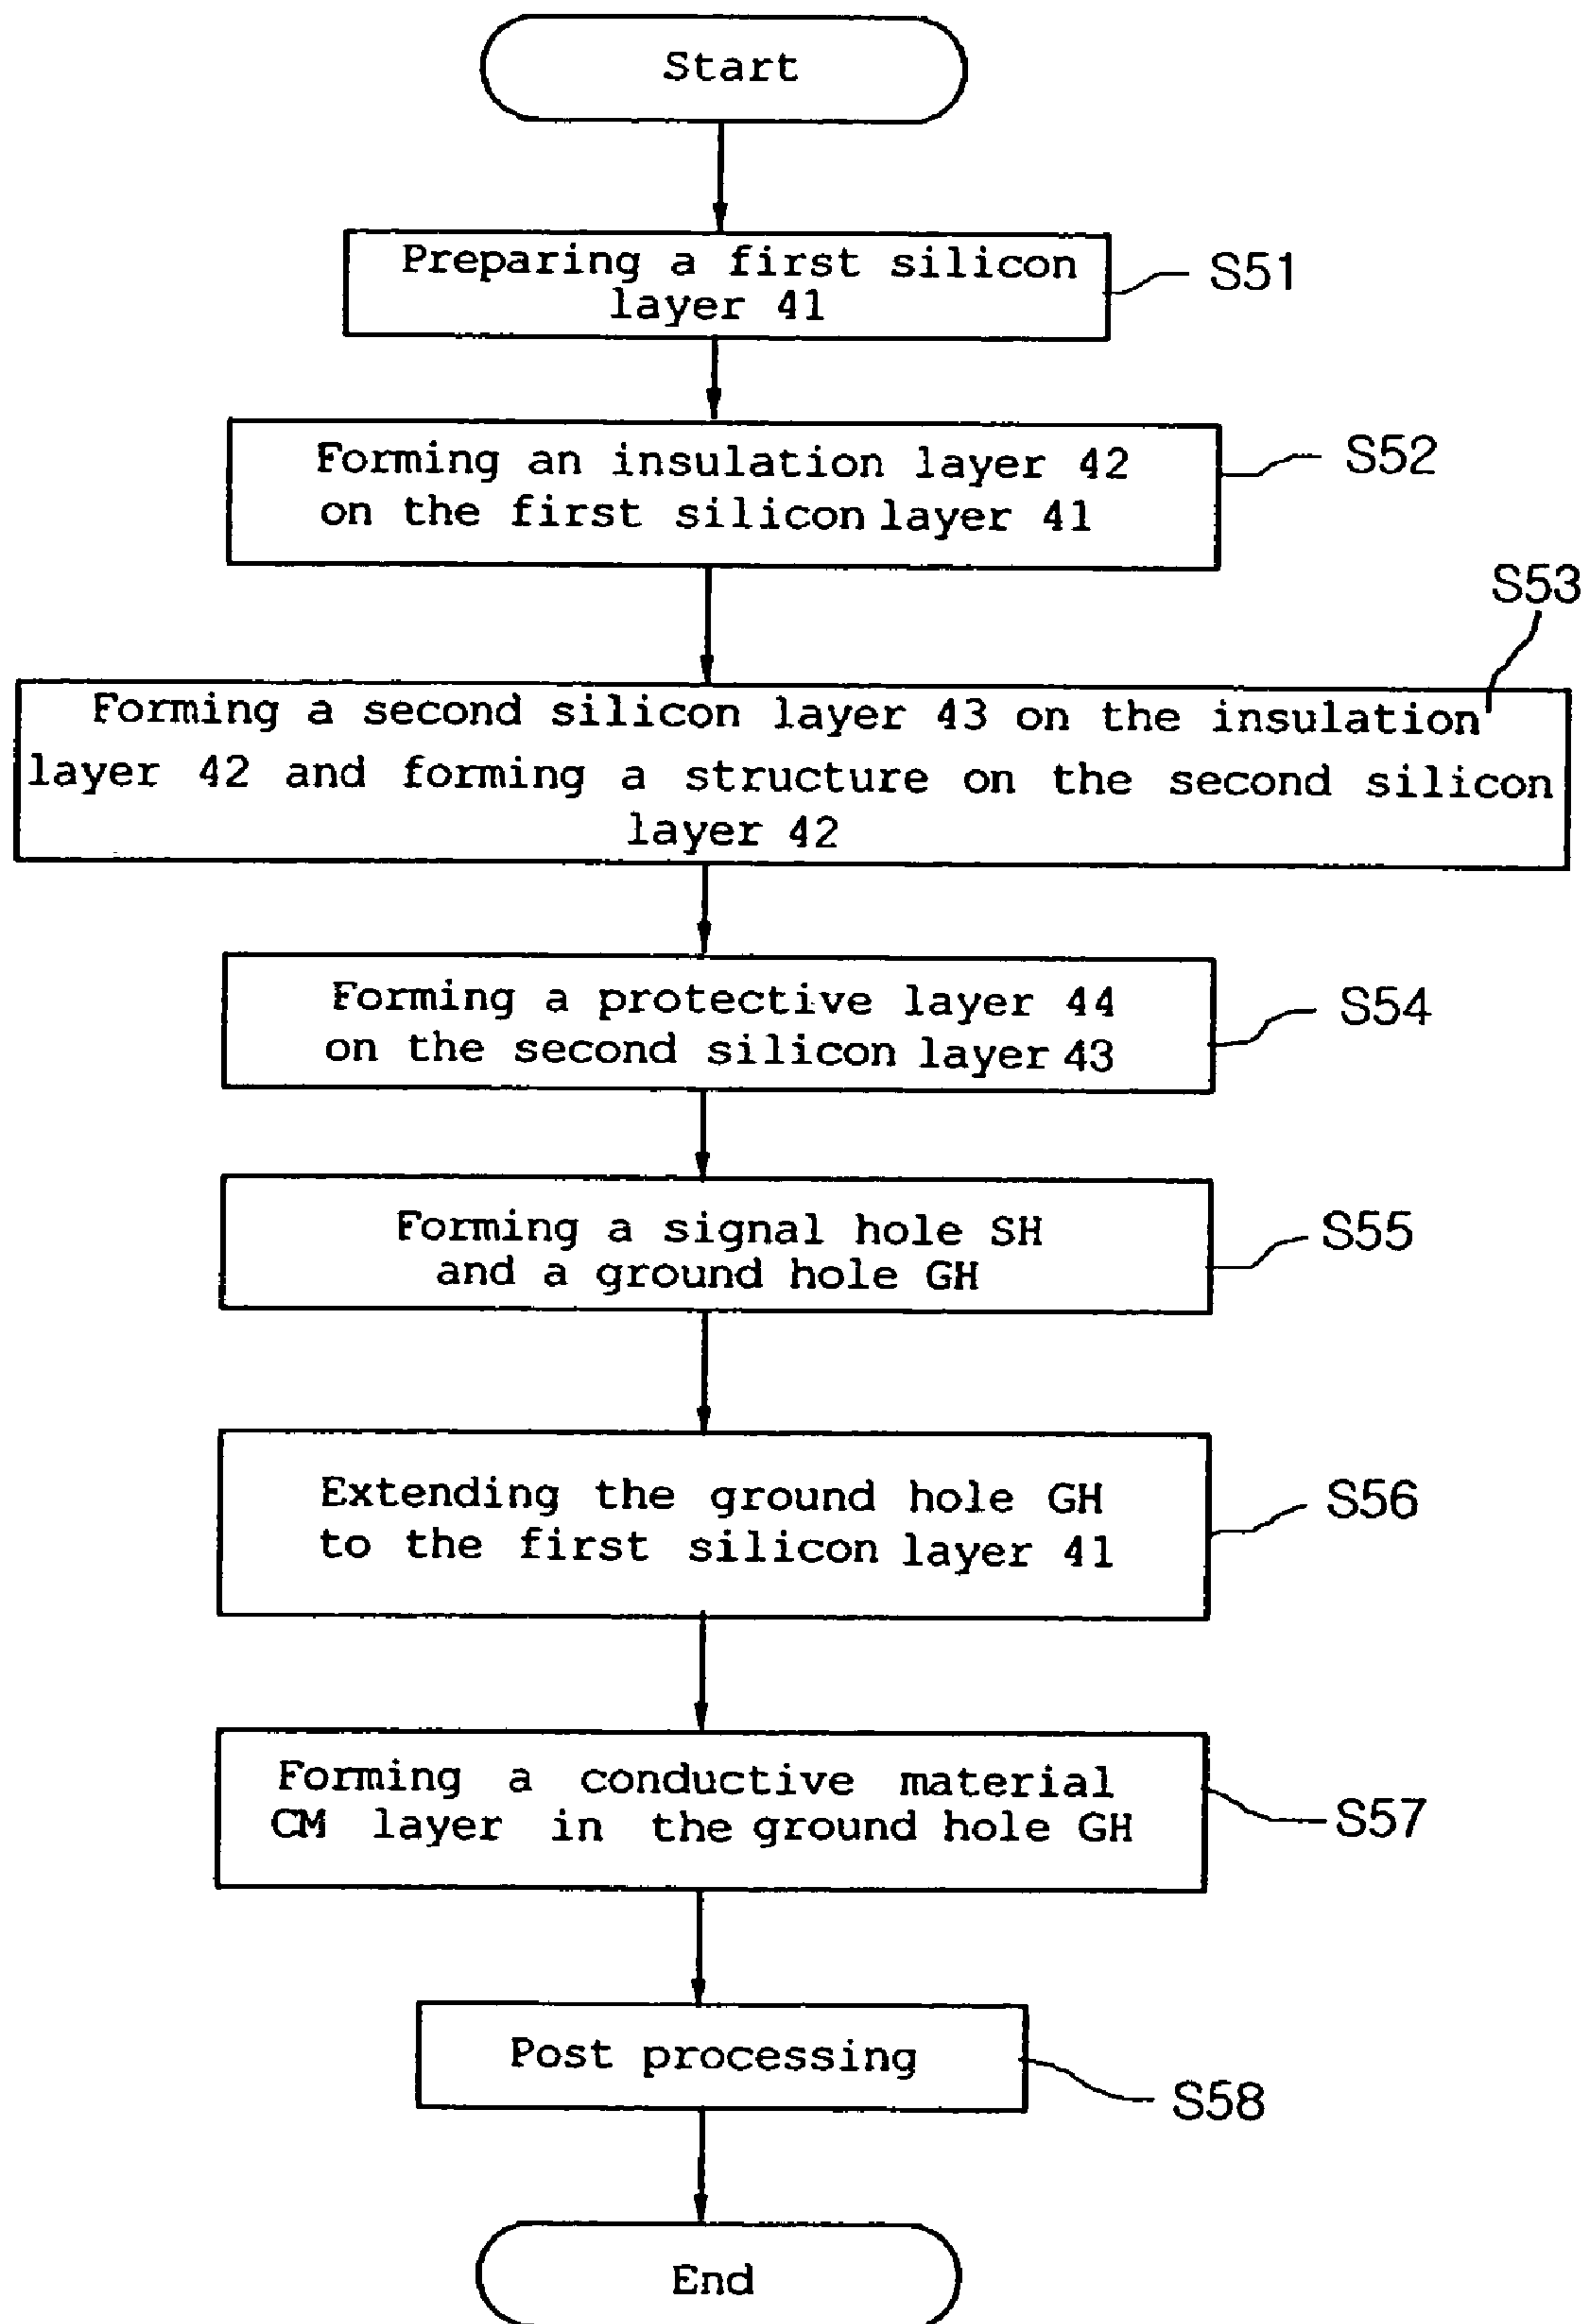 Start
Preparing a first silicon
layer 41
S51
Forming an insulation layer 42
on the first silicon layer 41
S52
S53
Forming a second silicon layer 43 on the insulation
layer 42 and forming a structure on the second silicon
layer 42
Forming a protective layer 44
on the second silicon layer 43
S54
Forming a signal hole SH
and a ground hole GH
S55
Extending the ground hole GH
to the first silicon layer 41
S56
Forming a conductive material
CM layer in the ground hole GH
S57
Post processing
S58
End